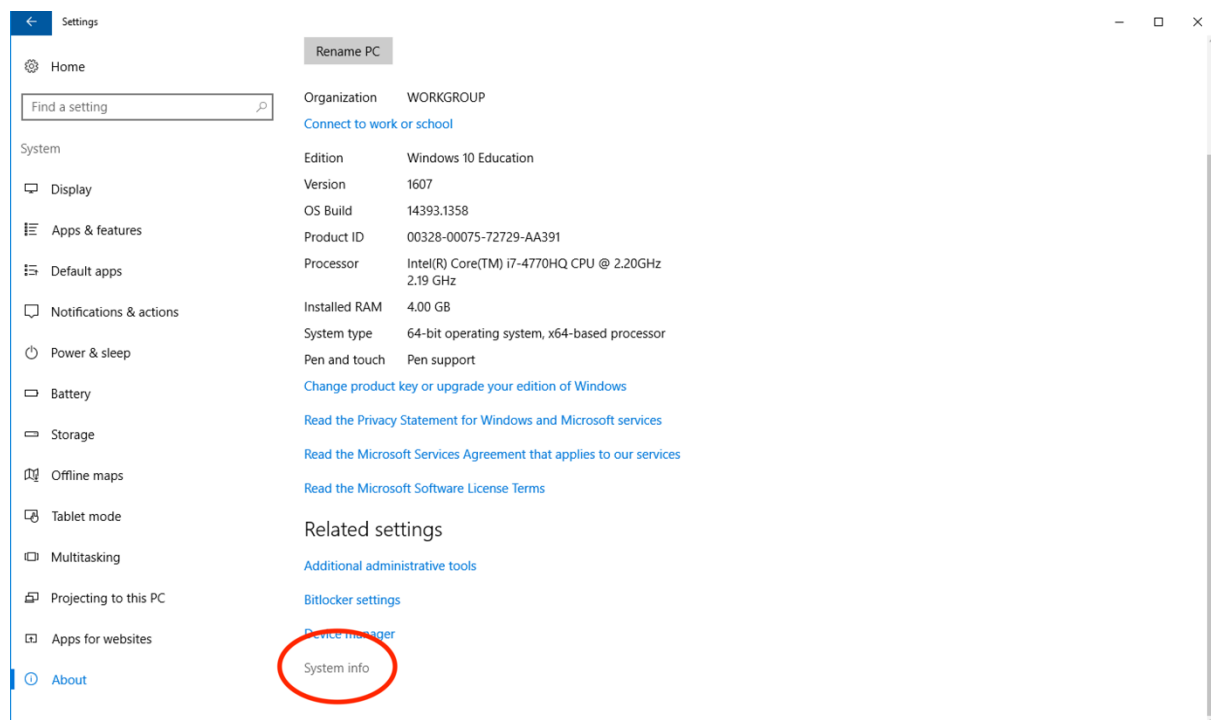 Settings
Home
Find a setting
System
Display
Apps & features
Default apps
Notifications & actions
Power & sleep
Battery
Storage
Offline maps
Tablet mode
Multitasking
Projecting to this PC
Apps for websites
About
Rename PC
Organization WORKGROUP
Connect to work or school
Edition Windows 10 Education
Version 1607
OS Build 14393.1358
Product ID 00328-00075-72729-AA391
Processor Intel(R) Core(TM) i7-4770HQ CPU @ 2.20GHz
2.19 GHz
Installed RAM 4.00 GB
System type 64-bit operating system, x64-based processor
Pen and touch Pen support
Change product key or upgrade your edition of Windows
Read the Privacy Statement for Windows and Microsoft services
Read the Microsoft Services Agreement that applies to our services
Read the Microsoft Software License Terms
Related settings
Additional administrative tools
Bitlocker settings
Device manager
System info